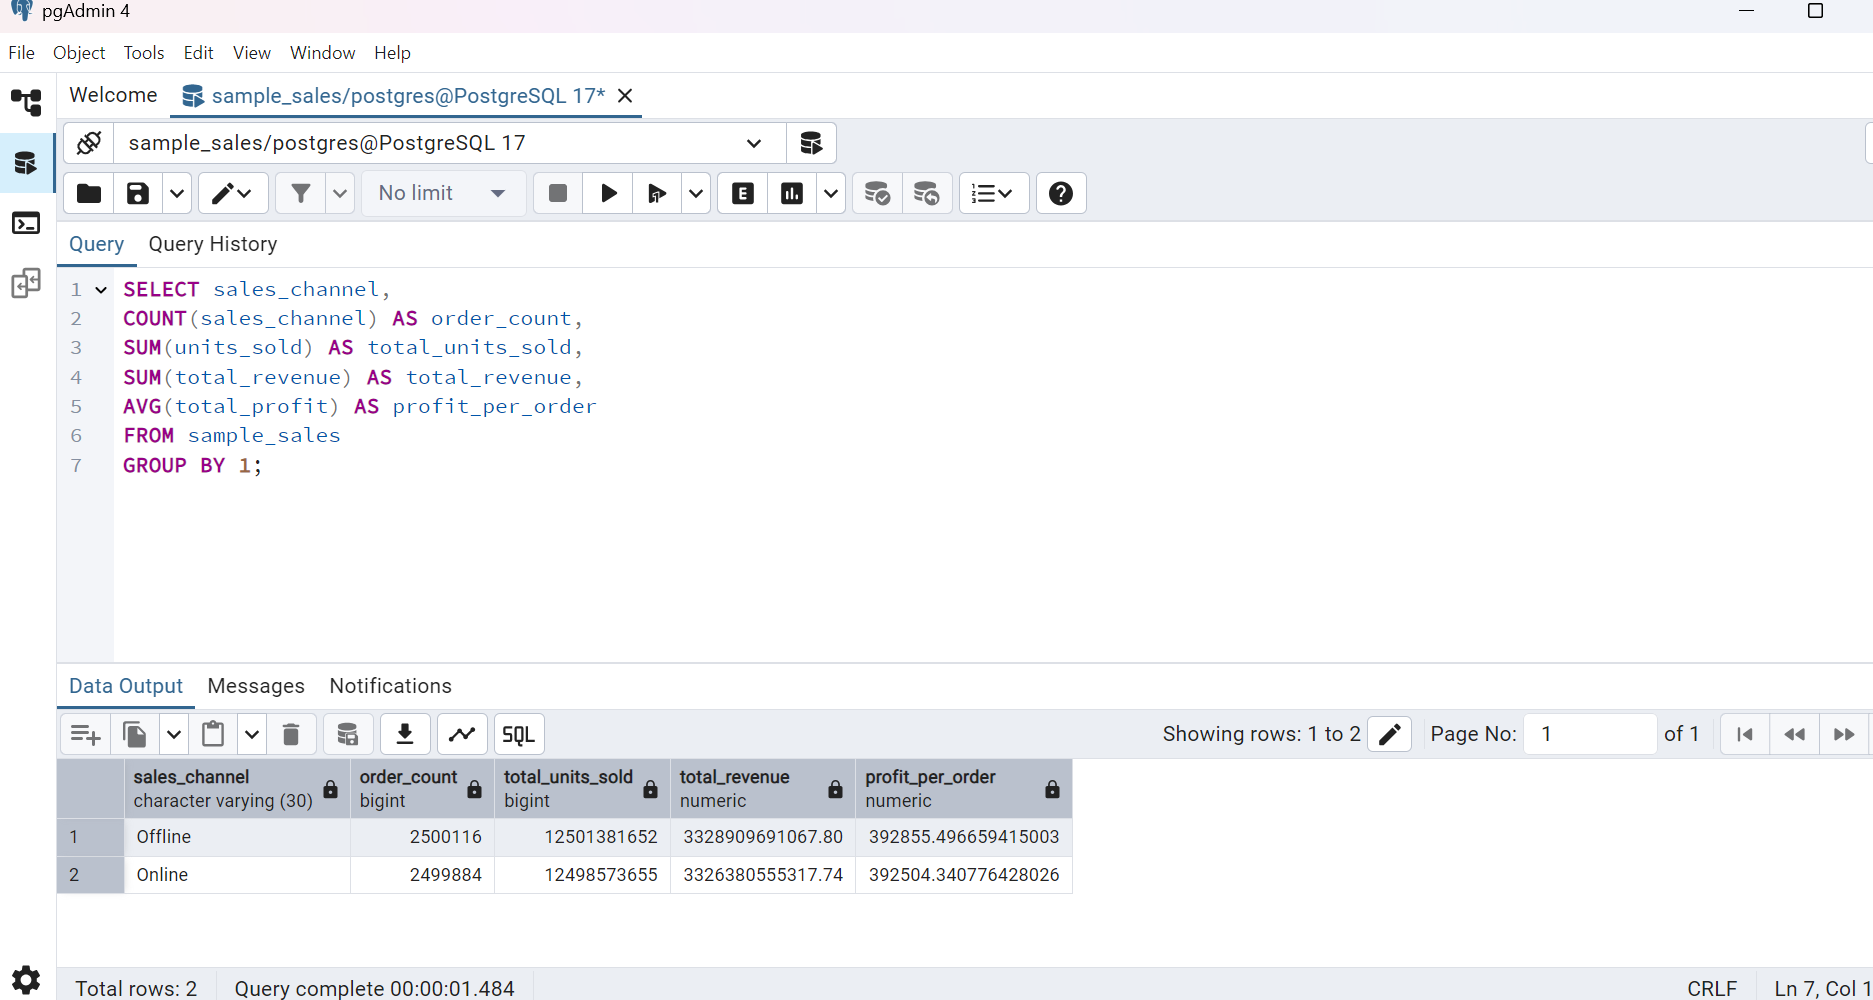 pgAdmin 4
File Object Tools Edit View Window Help
Welcome sample_sales/postgres@PostgreSQL 17*
sample_sales/postgres@PostgreSQL 17
No limit E
Query Query History
1 SELECT sales_channel,
2 COUNT(sales_channel) AS order_count,
3 SUM(units_sold) AS total_units_sold,
4 SUM(total_revenue) AS total_revenue,
5 AVG(total_profit) AS profit_per_order
6 FROM sample_sales
7 GROUP BY 1;
Data Output Messages Notifications
SQL Showing rows: 1 to 2 Page No: 1 of 1
sales_channel order_count total_units_sold total_revenue profit_per_order
character varying (30) bigint bigint numeric numeric
1 Offline 2500116 12501381652 3328909691067.80 392855.496659415003
2 Online 2499884 12498573655 3326380555317.74 392504.340776428026
Total rows: 2 Query complete 00:00:01.484 CRLF Ln 7, Col 1